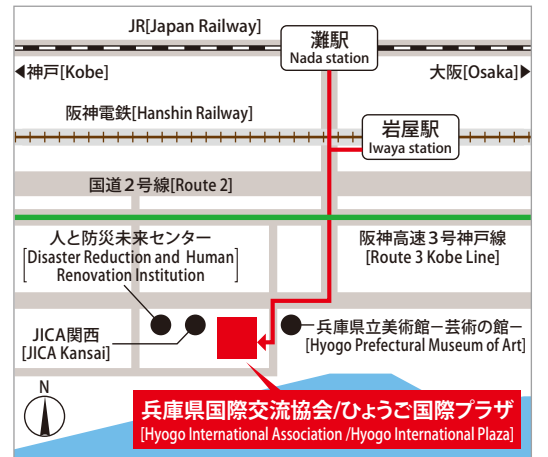 JR[Japan Railway]
灘駅
Nada station
神戸[Kobe]
大阪[Osaka]
阪神電鉄[Hanshin Railway]
岩屋駅
Iwaya station
国道2号線[Route 2]
人と防災未来センター
[Disaster Reduction and Human
Renovation Institution]
阪神高速3号神戸線
[Route 3 Kobe Line]
JICA関西
[JICA Kansai]
兵庫県立美術館ー芸術の館ー
[Hyogo Prefectural Museum of Art]
N
兵庫県国際交流協会/ひょうご国際プラザ
[Hyogo International Association /Hyogo International Plaza]